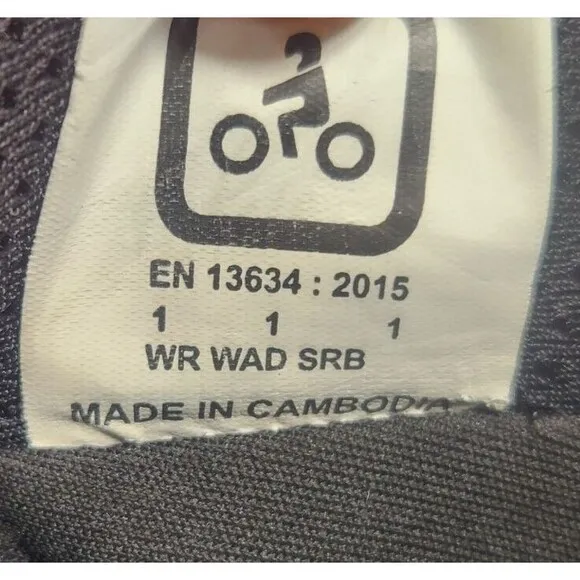 EN 13634 : 2015
1 1 1
WR WAD SRB
MADE IN CAMBODIA